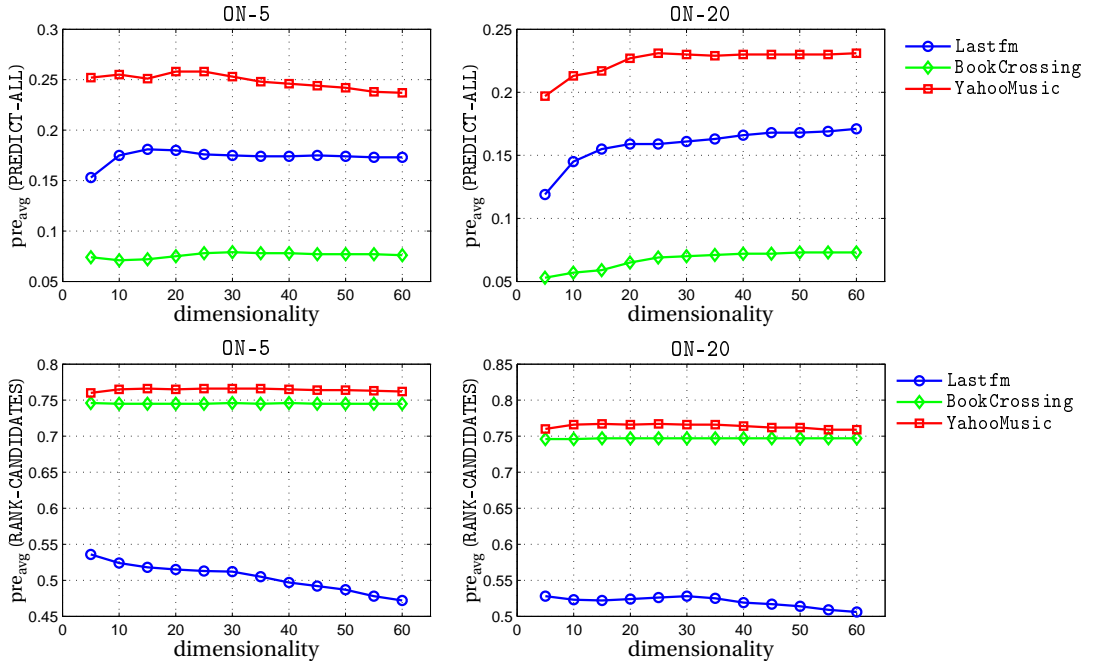 ON-5
pre_avg (PREDICT-ALL)
0.3
0.25
0.2
0.15
0.1
0.05
0 10 20 30 40 50 60
dimensionality
ON-20
pre_avg (PREDICT-ALL)
0.25
0.2
0.15
0.1
0.05
0 10 20 30 40 50 60
dimensionality
Lastfm
BookCrossing
YahooMusic
ON-5
pre_avg (RANK-CANDIDATES)
0.8
0.75
0.7
0.65
0.6
0.55
0.5
0.45
0 10 20 30 40 50 60
dimensionality
ON-20
pre_avg (RANK-CANDIDATES)
0.85
0.8
0.75
0.7
0.65
0.6
0.55
0.5
0 10 20 30 40 50 60
dimensionality
Lastfm
BookCrossing
YahooMusic